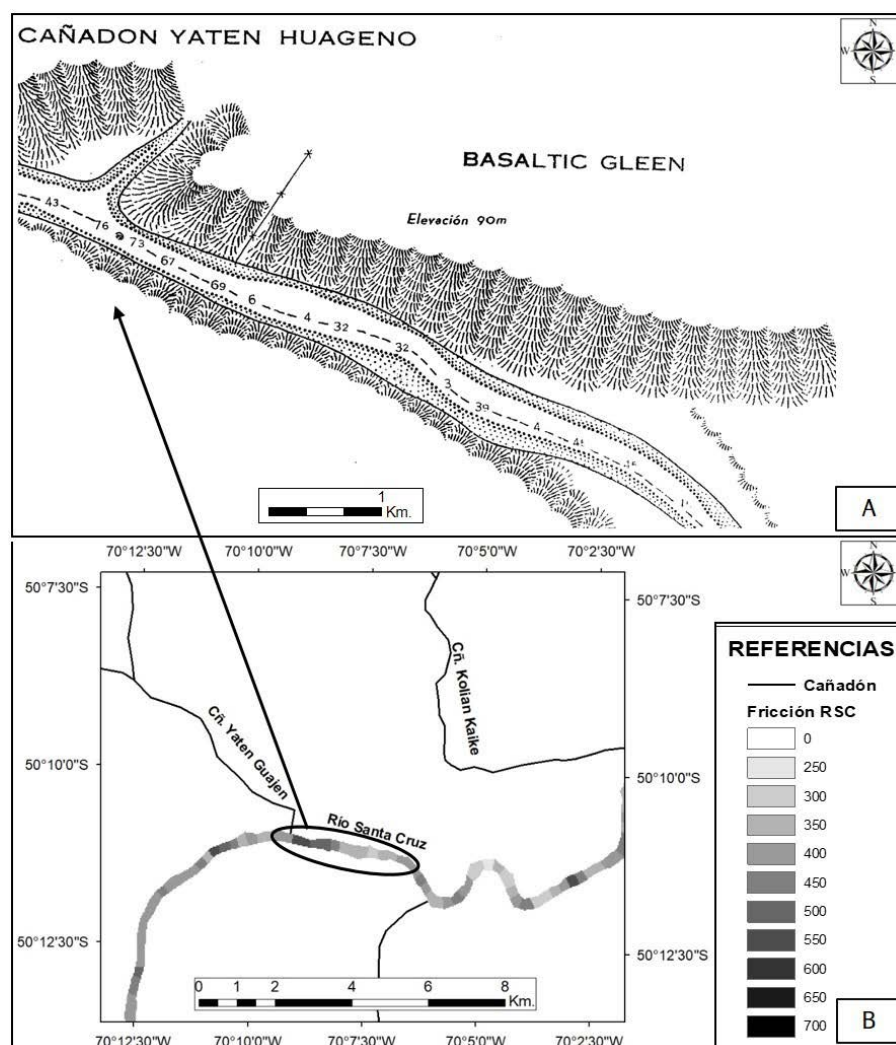 CAÑADON YATEN HUAGENO
N
W E
S
BASALTIC GLEEN
Elevación 90m
43
76
73
67
69
6
4
32
32
3
39
4
1
Km.
A
70°12'30"W 70°10'0"W 70°7'30"W 70°5'0"W 70°2'30"W
N
W E
S
50°7'30"S 50°7'30"S
Cñ. Kolian Kaike
Cñ. Yaten Guajen
50°10'0"S 50°10'0"S
Río Santa Cruz
50°12'30"S 50°12'30"S
0 1 2 4 6 8
Km.
70°12'30"W 70°10'0"W 70°7'30"W 70°5'0"W 70°2'30"W
REFERENCIAS
Cañadón
Fricción RSC
0
250
300
350
400
450
500
550
600
650
700
B